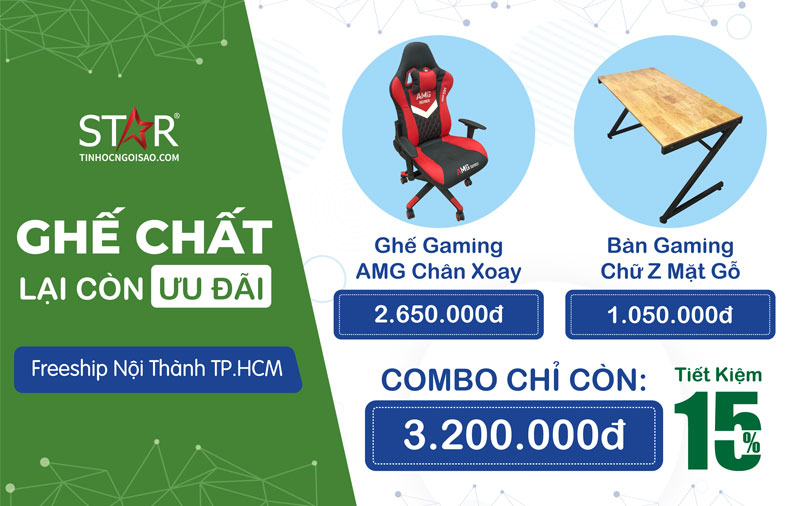 STAR®
TINHOCNGOISAO.COM
GHẾ CHẤT
LẠI CÒN ƯU ĐÃI
Freeship Nội Thành TP.HCM
AMG
AMG
Ghế Gaming
AMG Chân Xoay
2.650.000đ
Bàn Gaming
Chữ Z Mặt Gỗ
1.050.000đ
COMBO CHỈ CÒN:
3.200.000đ
Tiết Kiệm
15%